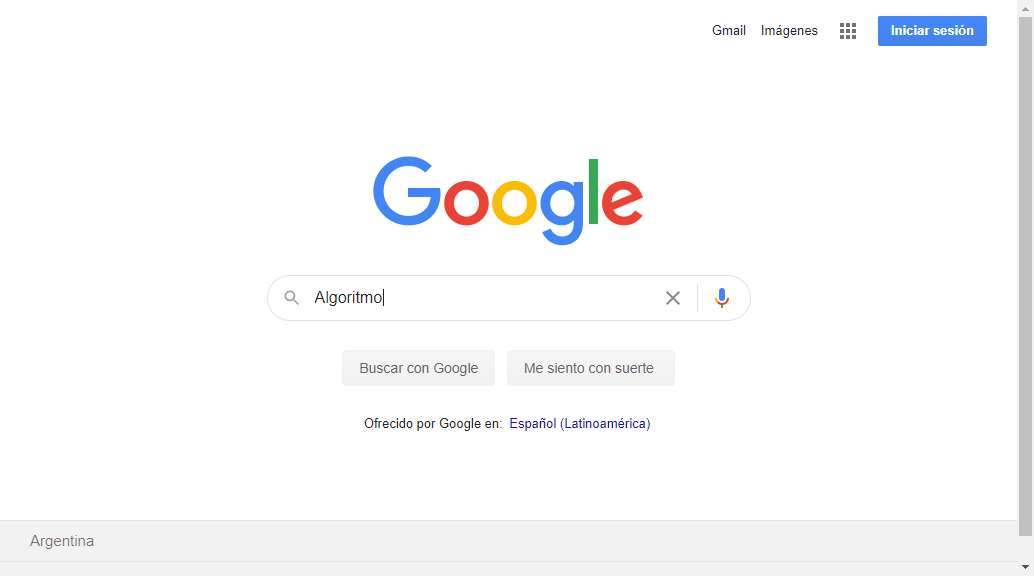 Gmail Imágenes Iniciar sesión
Google
Algoritmo
Buscar con Google Me siento con suerte
Ofrecido por Google en: Español (Latinoamérica)
Argentina